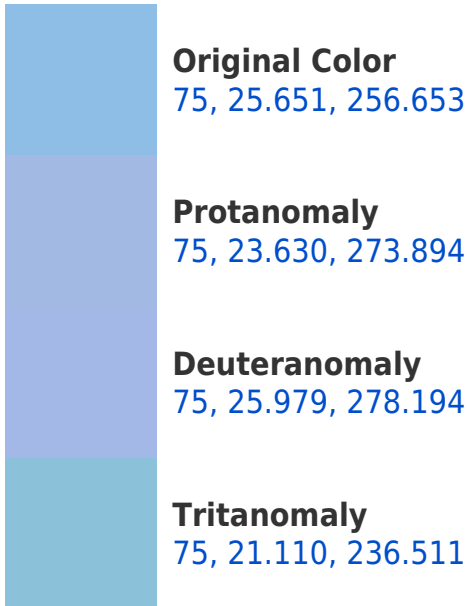 Original Color
75, 25.651, 256.653
Protanomaly
75, 23.630, 273.894
Deuteranomaly
75, 25.979, 278.194
Tritanomaly
75, 21.110, 236.511